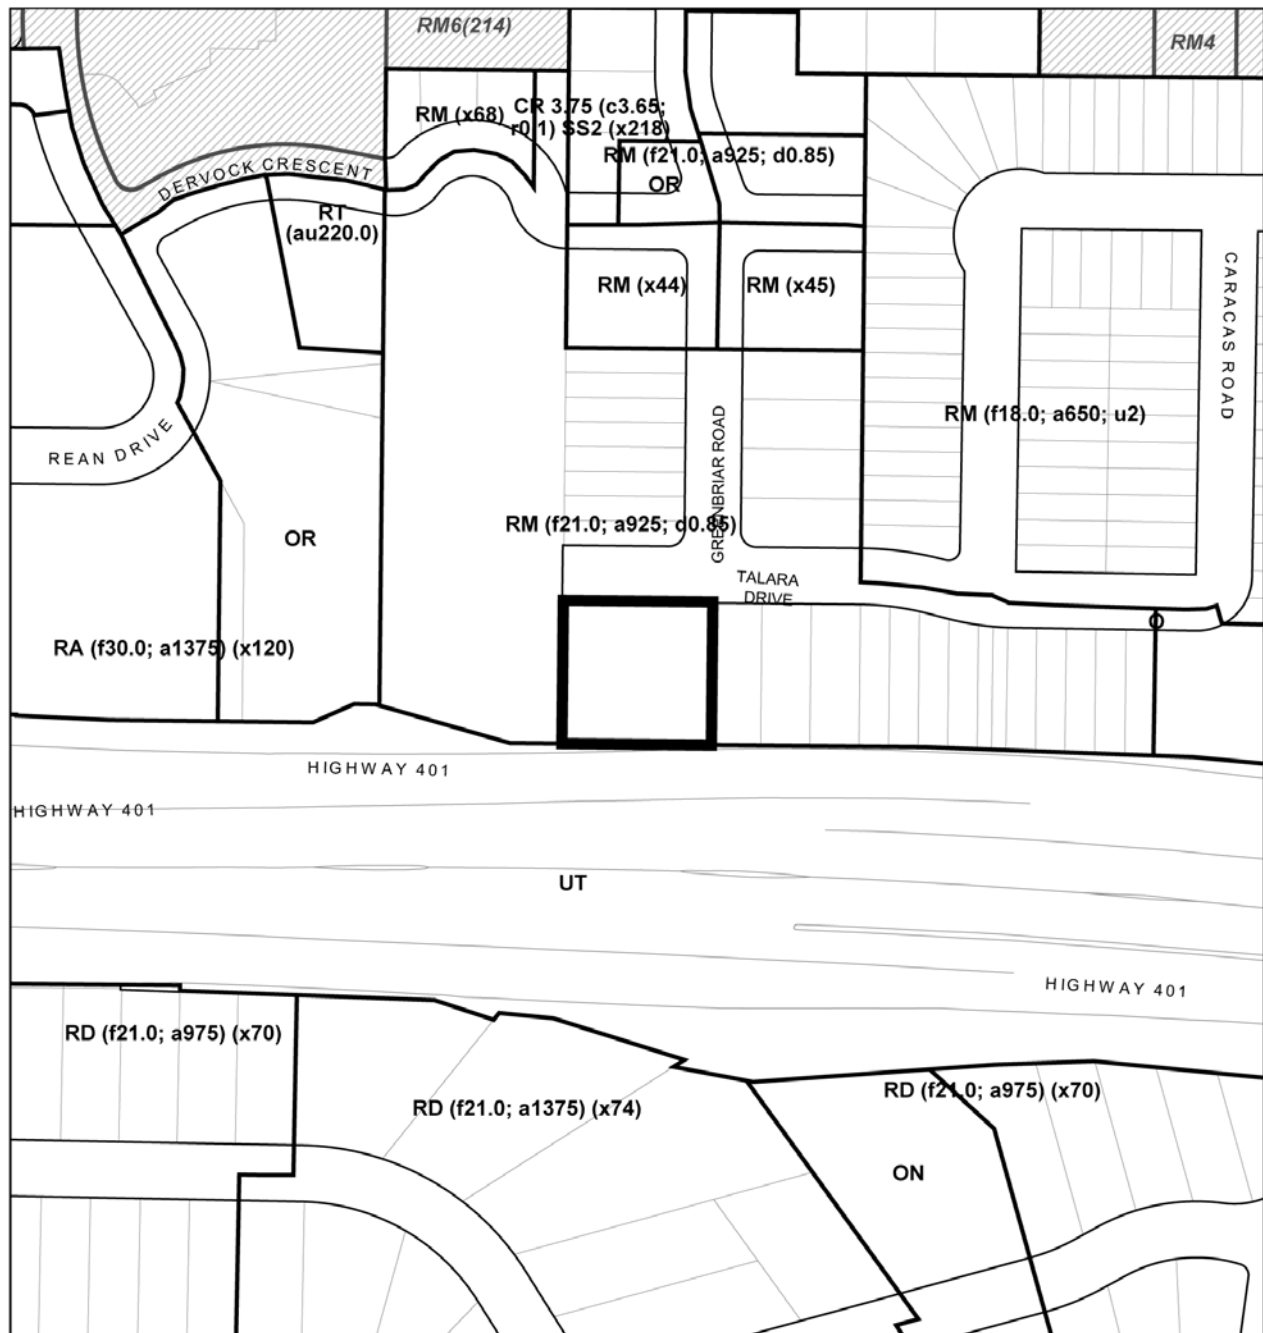 RM6(214)
RM4
RM (x68)
CR 3.75 (c3.65;
r0.1) SS2 (x218)
RM (f21.0; a925; d0.85)
OR
DERVOCK CRESCENT
RT
(au220.0)
RM (x44)
RM (x45)
CARACAS ROAD
RM (f18.0; a650; u2)
REAN DRIVE
GREENBRIAR ROAD
RM (f21.0; a925; d0.85)
OR
TALARA
DRIVE
O
RA (f30.0; a1375) (x120)
HIGHWAY 401
HIGHWAY 401
UT
HIGHWAY 401
RD (f21.0; a975) (x70)
RD (f21.0; a975) (x70)
RD (f21.0; a1375) (x74)
ON